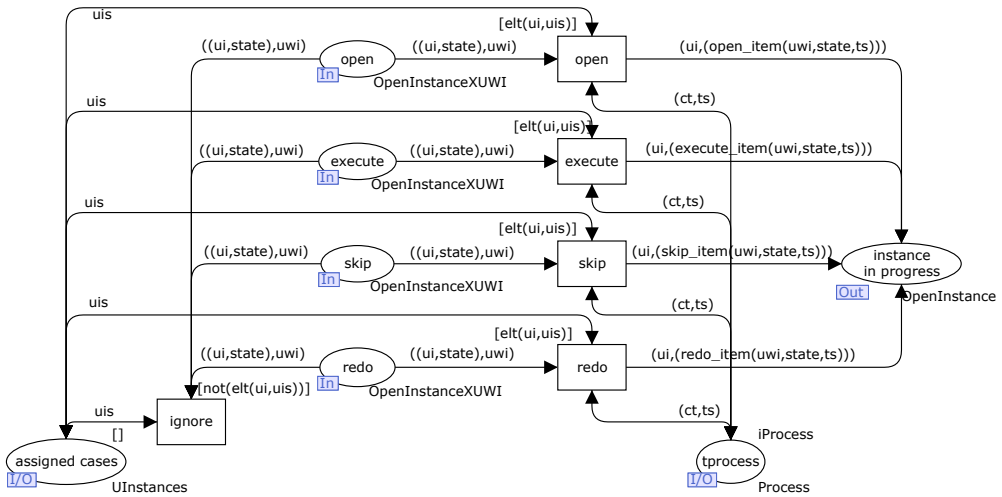 uis
[elt(ui,uis)]
((ui,state),uwi)
open
((ui,state),uwi)
open
(ui,(open_item(uwi,state,ts)))
In
OpenInstanceXUWI
(ct,ts)
uis
[elt(ui,uis)]
((ui,state),uwi)
execute
((ui,state),uwi)
execute
(ui,(execute_item(uwi,state,ts)))
In
OpenInstanceXUWI
(ct,ts)
uis
[elt(ui,uis)]
((ui,state),uwi)
skip
((ui,state),uwi)
skip
(ui,(skip_item(uwi,state,ts)))
instance
in progress
In
OpenInstanceXUWI
Out
OpenInstance
(ct,ts)
uis
[elt(ui,uis)]
((ui,state),uwi)
redo
((ui,state),uwi)
redo
(ui,(redo_item(uwi,state,ts)))
In
OpenInstanceXUWI
[not(elt(ui,uis))]
(ct,ts)
uis
ignore
[]
iProcess
assigned cases
tprocess
I/O
UInstances
I/O
Process